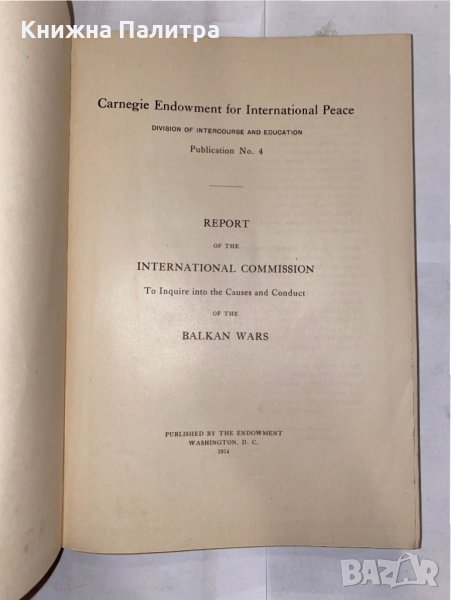 Книжна Палитра
Carnegie Endowment for International Peace
DIVISION OF INTERCOURSE AND EDUCATION
Publication No. 4
REPORT
OF THE
INTERNATIONAL COMMISSION
To Inquire into the Causes and Conduct
OF THE
BALKAN WARS
PUBLISHED BY THE ENDOWMENT
WASHINGTON, D. C.
1914
BAZAR